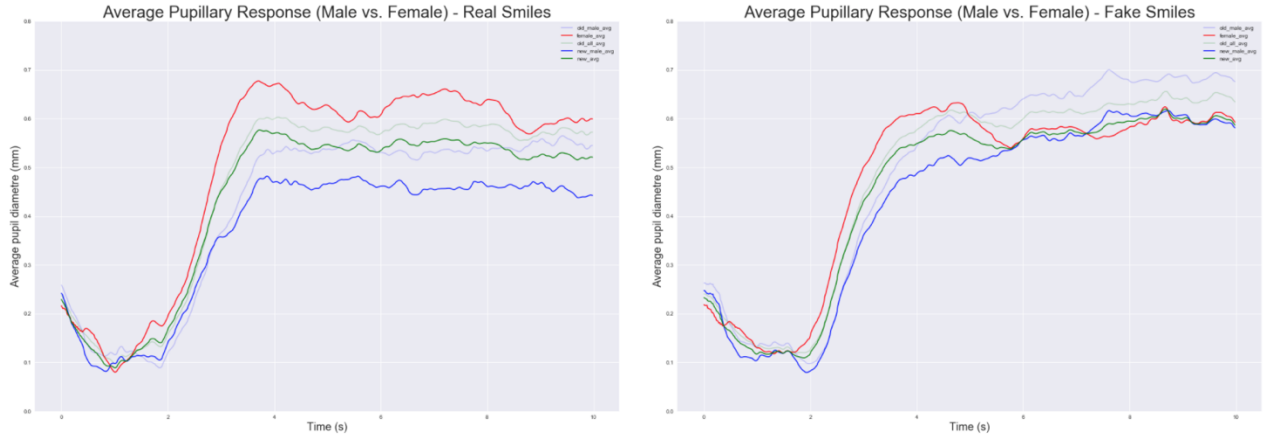 Average Pupillary Response (Male vs. Female) - Real Smiles
old_male_avg
female_avg
old_all_avg
new_male_avg
new_avg
0.8
0.7
0.6
0.5
0.4
0.3
0.2
0.1
0.0
Average pupil diametre (mm)
0 2 4 6 8 10
Time (s)
Average Pupillary Response (Male vs. Female) - Fake Smiles
old_male_avg
female_avg
old_all_avg
new_male_avg
new_avg
0.8
0.7
0.6
0.5
0.4
0.3
0.2
0.1
0.0
Average pupil diametre (mm)
0 2 4 6 8 10
Time (s)